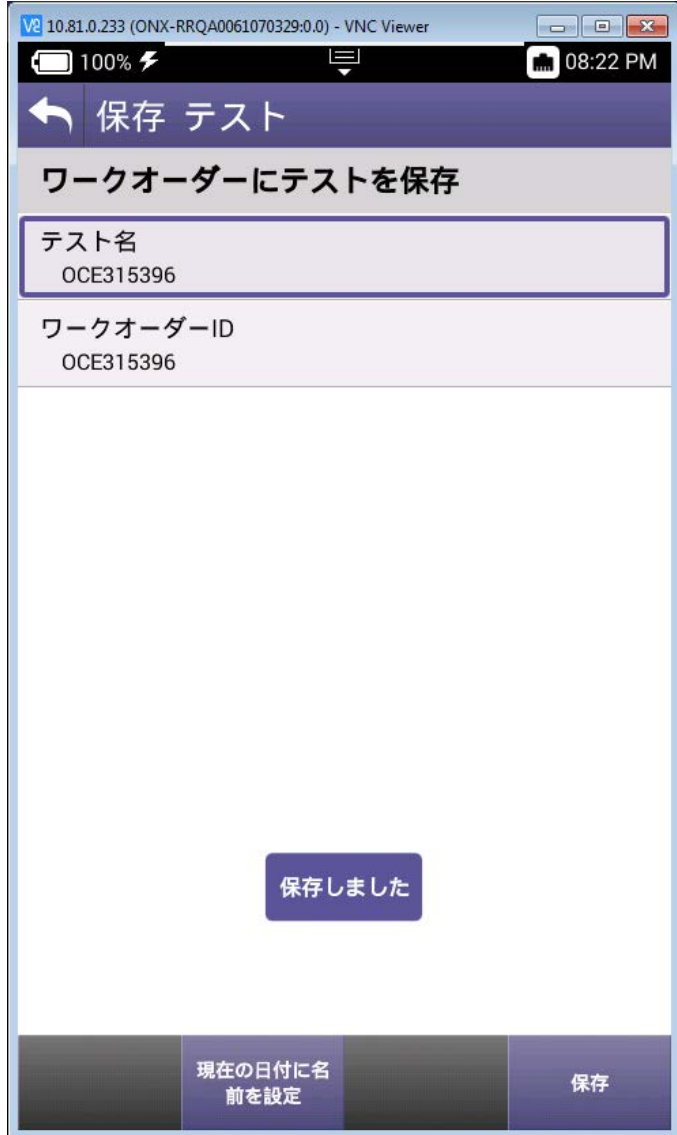 10.81.0.233 (ONX-RRQA0061070329:0.0) - VNC Viewer
100% 08:22 PM
保存 テスト
ワークオーダーにテストを保存
テスト名
OCE315396
ワークオーダーID
OCE315396
保存しました
現在の日付に名
前を設定
保存